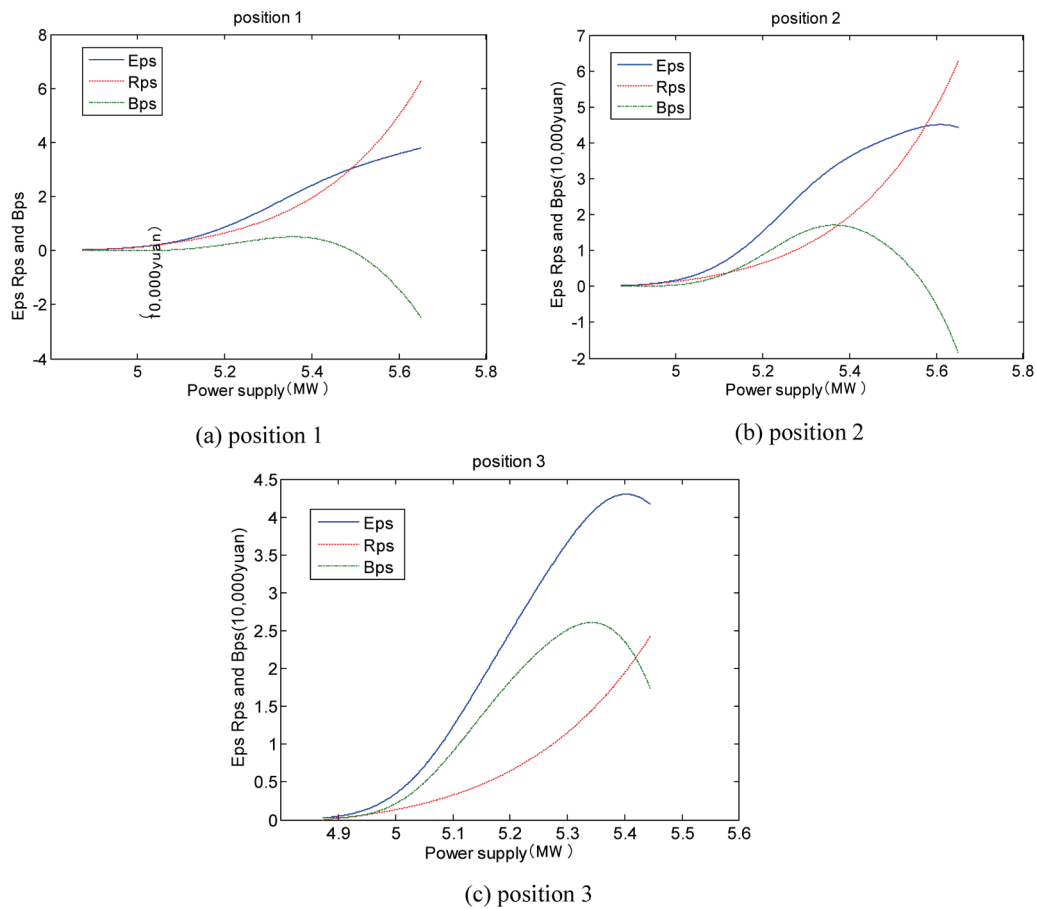 position 1
8
6
4
2
0
-2
-4
Eps
Rps
Bps
Eps Rps and Bps
(10,000yuan)
5
5.2
5.4
5.6
5.8
Power supply(MW)
(a) position 1
position 2
7
6
5
4
3
2
1
0
-1
-2
Eps
Rps
Bps
Eps Rps and Bps(10,000yuan)
5
5.2
5.4
5.6
5.8
Power supply(MW)
(b) position 2
position 3
4.5
4
3.5
3
2.5
2
1.5
1
0.5
0
Eps
Rps
Bps
Eps Rps and Bps(10,000yuan)
4.9
5
5.1
5.2
5.3
5.4
5.5
5.6
Power supply(MW)
(c) position 3